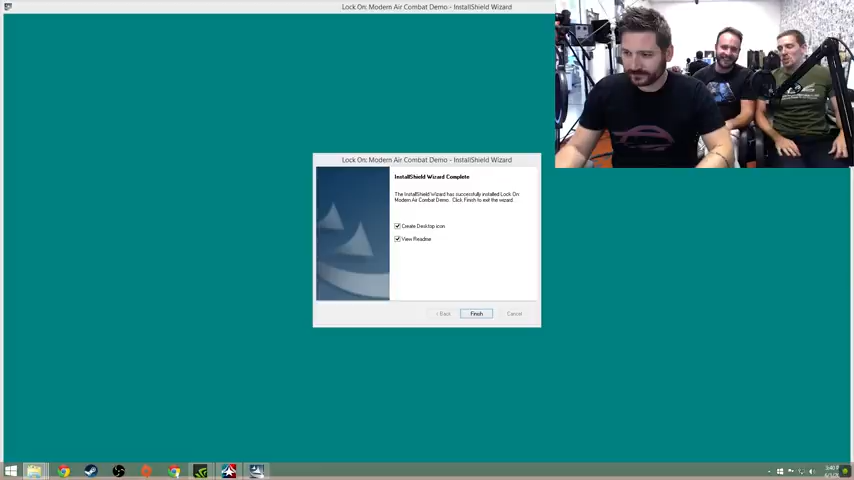 Lock On: Modern Air Combat Demo - InstallShield Wizard
Lock On: Modern Air Combat Demo - InstallShield Wizard
InstallShield Wizard Complete
The InstallShield Wizard has successfully installed Lock On:
Modern Air Combat Demo. Click Finish to exit the wizard.
Create Desktop icon
View Readme
< Back
Finish
Cancel
3:40 P